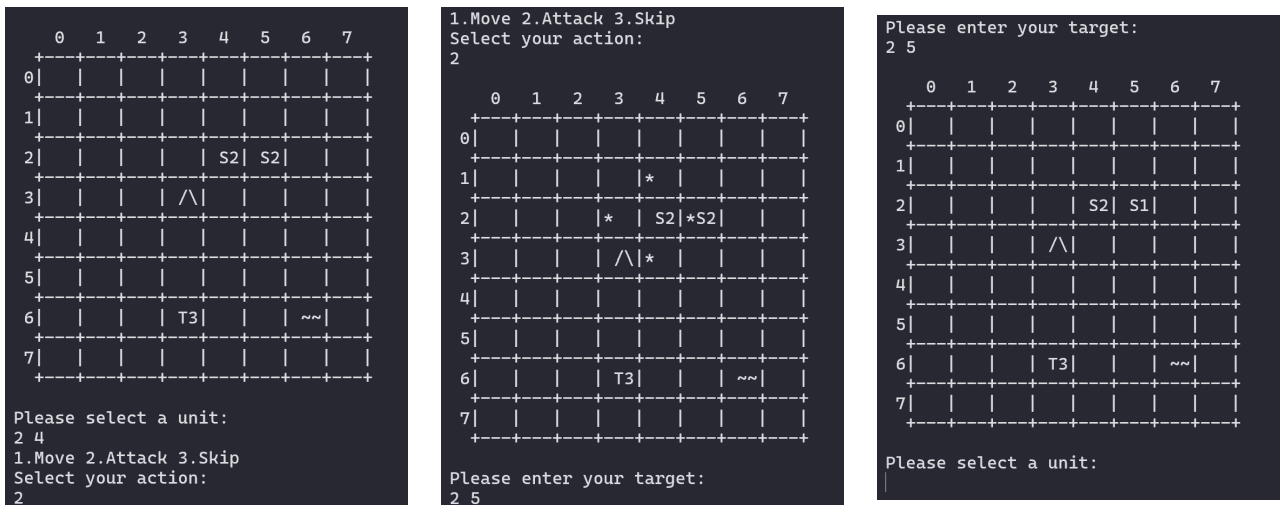 0   1   2   3   4   5   6   7
  +---+---+---+---+---+---+---+---+
0|   |   |   |   |   |   |   |   |
  +---+---+---+---+---+---+---+---+
1|   |   |   |   |   |   |   |   |
  +---+---+---+---+---+---+---+---+
2|   |   |   |   | S2| S2|   |   |
  +---+---+---+---+---+---+---+---+
3|   |   |   | /\|   |   |   |   |
  +---+---+---+---+---+---+---+---+
4|   |   |   |   |   |   |   |   |
  +---+---+---+---+---+---+---+---+
5|   |   |   |   |   |   |   |   |
  +---+---+---+---+---+---+---+---+
6|   |   |   | T3|   |   | ~~|   |
  +---+---+---+---+---+---+---+---+
7|   |   |   |   |   |   |   |   |
  +---+---+---+---+---+---+---+---+
Please select a unit:
2 4
1.Move 2.Attack 3.Skip
Select your action:
2
1.Move 2.Attack 3.Skip
Select your action:
2
    0   1   2   3   4   5   6   7
  +---+---+---+---+---+---+---+---+
0|   |   |   |   |   |   |   |   |
  +---+---+---+---+---+---+---+---+
1|   |   |   |   |*  |   |   |   |
  +---+---+---+---+---+---+---+---+
2|   |   |   |*  | S2|*S2|   |   |
  +---+---+---+---+---+---+---+---+
3|   |   |   | /\|*  |   |   |   |
  +---+---+---+---+---+---+---+---+
4|   |   |   |   |   |   |   |   |
  +---+---+---+---+---+---+---+---+
5|   |   |   |   |   |   |   |   |
  +---+---+---+---+---+---+---+---+
6|   |   |   | T3|   |   | ~~|   |
  +---+---+---+---+---+---+---+---+
7|   |   |   |   |   |   |   |   |
  +---+---+---+---+---+---+---+---+
Please enter your target:
2 5
Please enter your target:
2 5
    0   1   2   3   4   5   6   7
  +---+---+---+---+---+---+---+---+
0|   |   |   |   |   |   |   |   |
  +---+---+---+---+---+---+---+---+
1|   |   |   |   |   |   |   |   |
  +---+---+---+---+---+---+---+---+
2|   |   |   |   | S2| S1|   |   |
  +---+---+---+---+---+---+---+---+
3|   |   |   | /\|   |   |   |   |
  +---+---+---+---+---+---+---+---+
4|   |   |   |   |   |   |   |   |
  +---+---+---+---+---+---+---+---+
5|   |   |   |   |   |   |   |   |
  +---+---+---+---+---+---+---+---+
6|   |   |   | T3|   |   | ~~|   |
  +---+---+---+---+---+---+---+---+
7|   |   |   |   |   |   |   |   |
  +---+---+---+---+---+---+---+---+
Please select a unit: